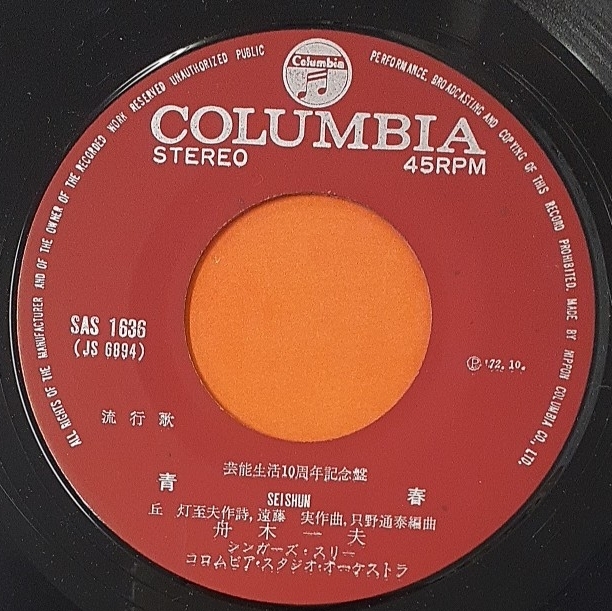 ALL RIGHTS OF THE MANUFACTURER AND OF THE OWNER OF THE RECORDED WORK RESERVED UNAUTHORIZED PUBLIC PERFORMANCE, BROADCASTING AND COPYING OF THIS RECORD PROHIBITED. MADE BY NIPPON COLUMBIA CO., LTD.
Columbia
COLUMBIA
STEREO 45RPM
SAS 1636
(JS 6894)
℗ '72. 10.
流行歌
芸能生活10周年記念盤
青 春
SEISHUN
丘 灯至夫作詩, 遠藤 実作曲, 只野通泰編曲
舟木一夫
シンガーズ・スリー
コロムビア・スタジオ・オーケストラ